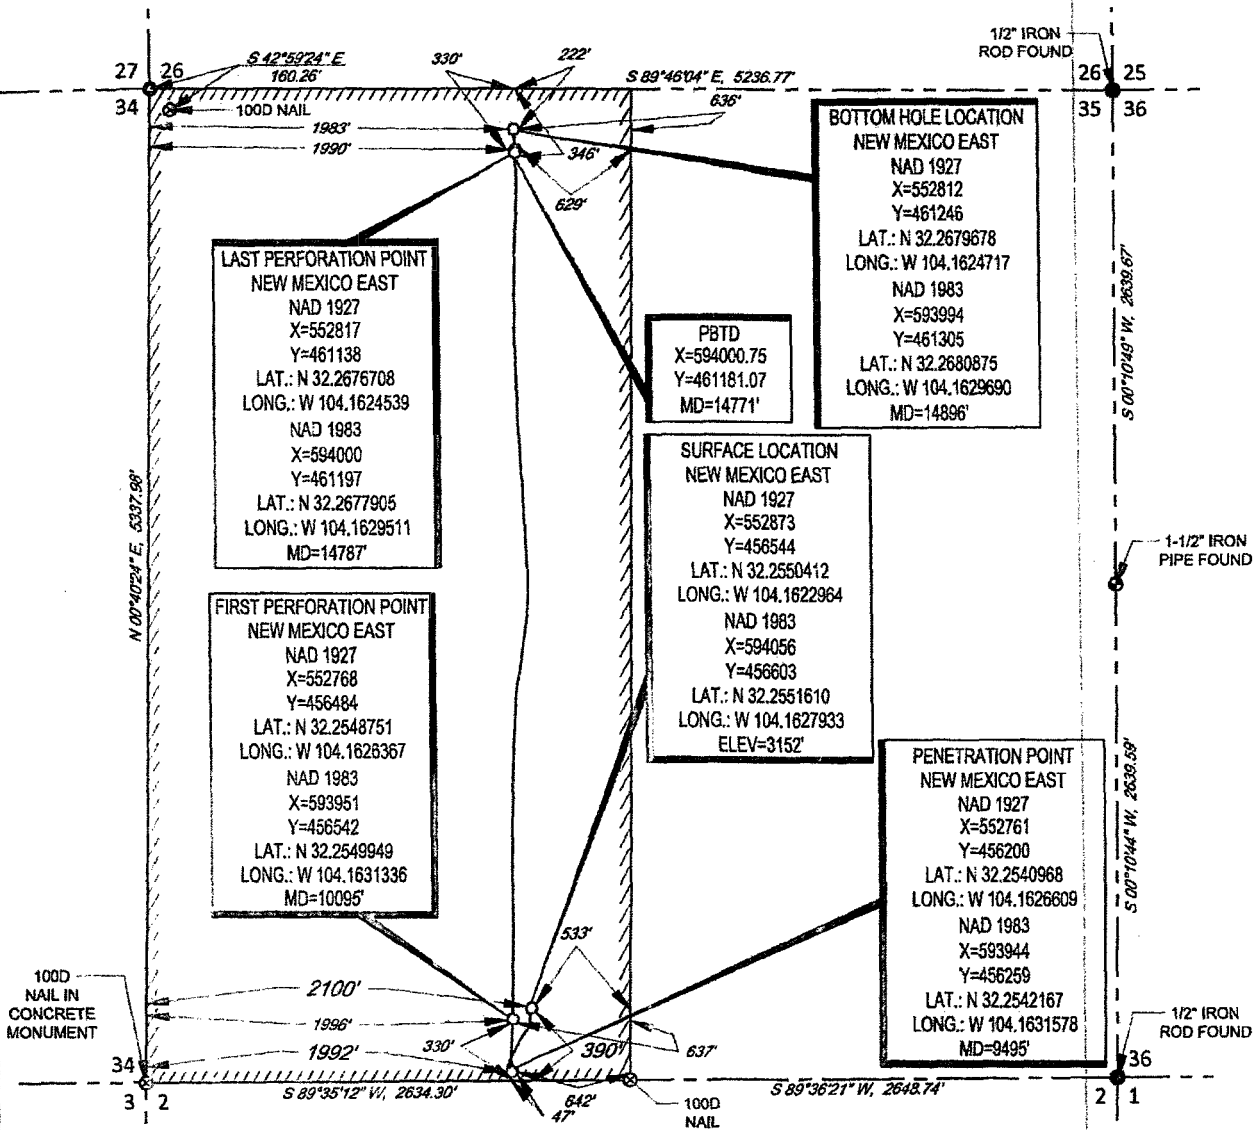 1/2" IRON
ROD FOUND
27 26
34
S 42°59'24" E
160.26'
100D NAIL
330'
222'
S 89°46'04" E, 5236.77'
26 25
35 36
636'
1983'
1990'
346'
629'
BOTTOM HOLE LOCATION
NEW MEXICO EAST
NAD 1927
X=552812
Y=461246
LAT.: N 32.2679678
LONG.: W 104.1624717
NAD 1983
X=593994
Y=461305
LAT.: N 32.2680875
LONG.: W 104.1629690
MD=14896'
LAST PERFORATION POINT
NEW MEXICO EAST
NAD 1927
X=552817
Y=461138
LAT.: N 32.2676708
LONG.: W 104.1624539
NAD 1983
X=594000
Y=461197
LAT.: N 32.2677905
LONG.: W 104.1629511
MD=14787'
PBTD
X=594000.75
Y=461181.07
MD=14771'
S 00°10'49" W, 2639.67'
N 00°40'24" E, 5337.98'
SURFACE LOCATION
NEW MEXICO EAST
NAD 1927
X=552873
Y=456544
LAT.: N 32.2550412
LONG.: W 104.1622964
NAD 1983
X=594056
Y=456603
LAT.: N 32.2551610
LONG.: W 104.1627933
ELEV=3152'
1-1/2" IRON
PIPE FOUND
FIRST PERFORATION POINT
NEW MEXICO EAST
NAD 1927
X=552768
Y=456484
LAT.: N 32.2548751
LONG.: W 104.1626367
NAD 1983
X=593951
Y=456542
LAT.: N 32.2549949
LONG.: W 104.1631336
MD=10095'
PENETRATION POINT
NEW MEXICO EAST
NAD 1927
X=552761
Y=456200
LAT.: N 32.2540968
LONG.: W 104.1626609
NAD 1983
X=593944
Y=456259
LAT.: N 32.2542167
LONG.: W 104.1631578
MD=9495'
S 00°10'44" W, 2639.59'
533'
100D
NAIL IN
CONCRETE
MONUMENT
2100'
1996'
1992'
330'
390'
637'
1/2" IRON
ROD FOUND
34
3 2
S 89°35'12" W, 2634.30'
47'
642'
100D
NAIL
S 89°36'21" W, 2648.74'
36
2 1